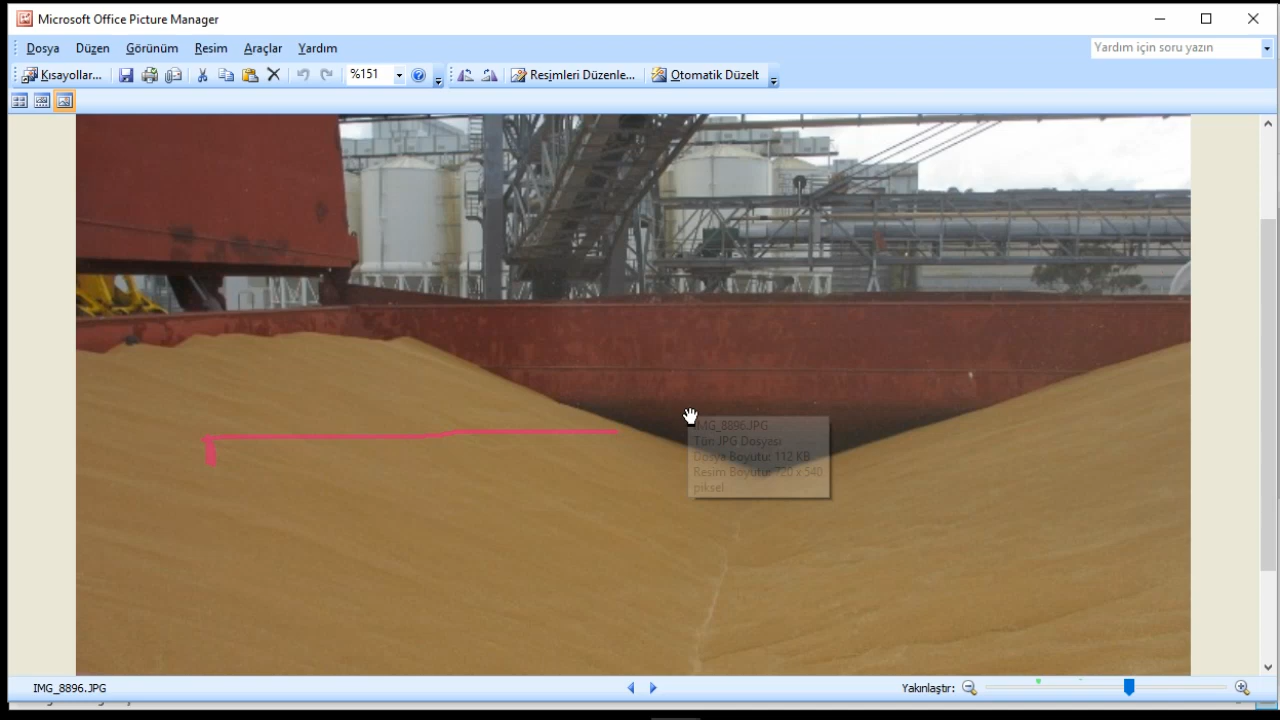 Microsoft Office Picture Manager
Dosya Düzen Görünüm Resim Araçlar Yardım
Yardım için soru yazın
Kısayollar... %151 Resimleri Düzenle... Otomatik Düzelt
IMG_8896.JPG
Tür: JPG Dosyası
Dosya Boyutu: 112 KB
Resim Boyutu: 720 x 540
piksel
IMG_8896.JPG
Yakınlaştır: